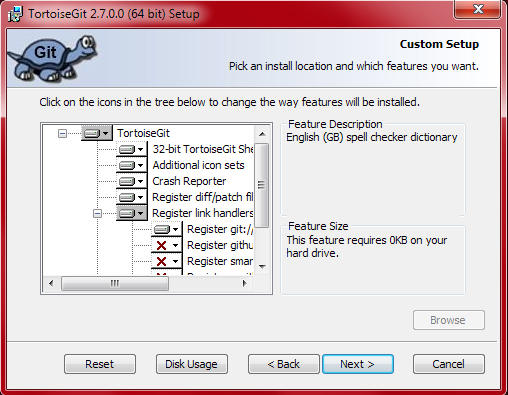 TortoiseGit 2.7.0.0 (64 bit) Setup
Git
Custom Setup
Pick an install location and which features you want.
Click on the icons in the tree below to change the way features will be installed.
TortoiseGit
32-bit TortoiseGit She
Additional icon sets
Crash Reporter
Register diff/patch fil
Register link handlers
Register git://
Register githu
Register smar
Feature Description
English (GB) spell checker dictionary
Feature Size
This feature requires 0KB on your
hard drive.
Browse
Reset
Disk Usage
< Back
Next >
Cancel